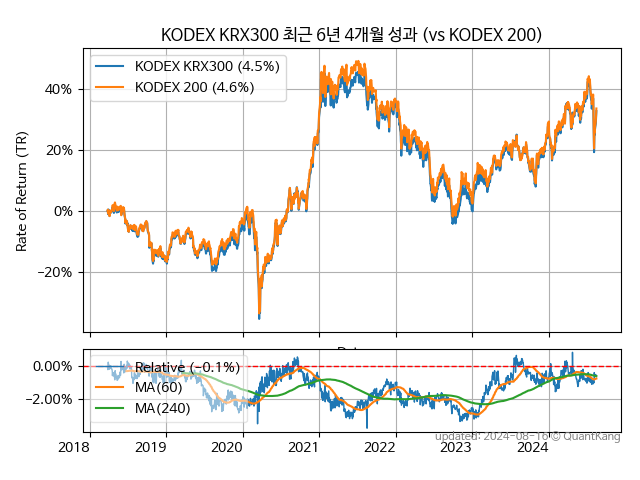 KODEX KRX300 최근 6년 4개월 성과 (vs KODEX 200)
KODEX KRX300 (4.5%)
KODEX 200 (4.6%)
Rate of Return (TR)
40%
20%
0%
−20%
0.00%
−2.00%
Relative (−0.1%)
MA(60)
MA(240)
2018 2019 2020 2021 2022 2023 2024
updated: 2024-08-16 © QuantKang